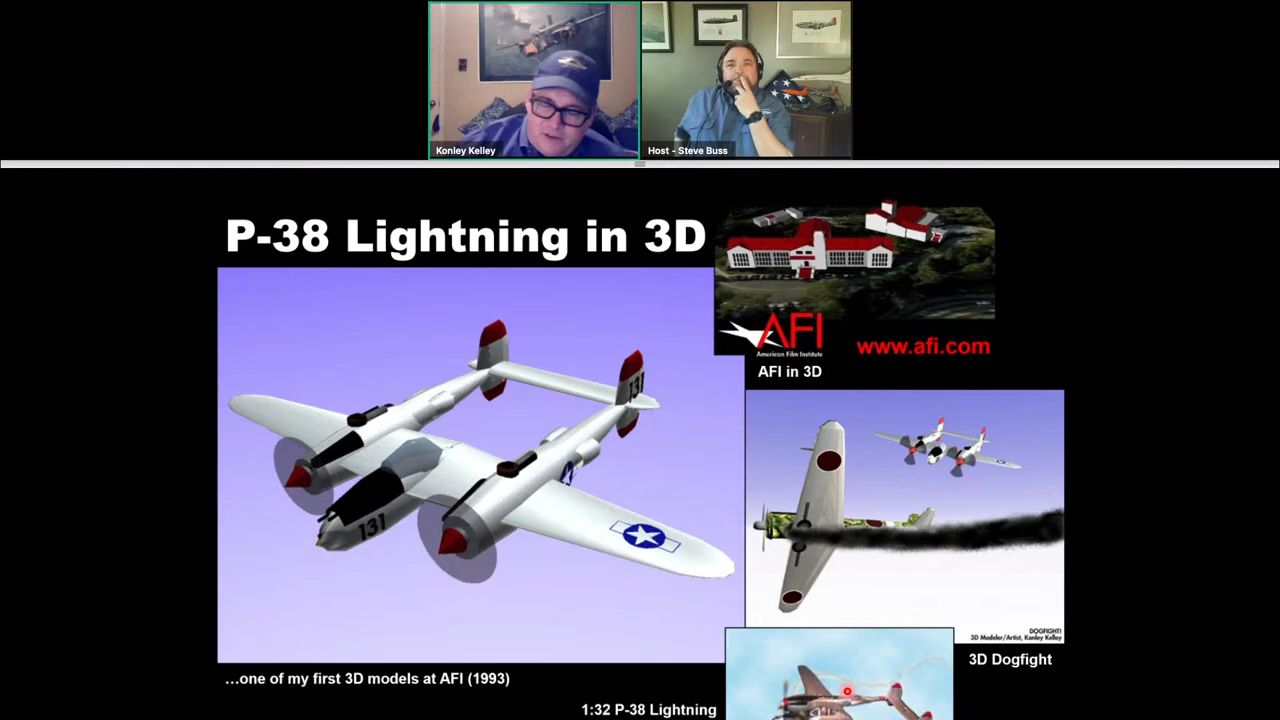 Konley Kelley
Host - Steve Buss
P-38 Lightning in 3D
AFI
American Film Institute
www.afi.com
AFI in 3D
131
131
DOGFIGHT!
3D Modeler/Artist, Konley Kelley
3D Dogfight
…one of my first 3D models at AFI (1993)
1:32 P-38 Lightning